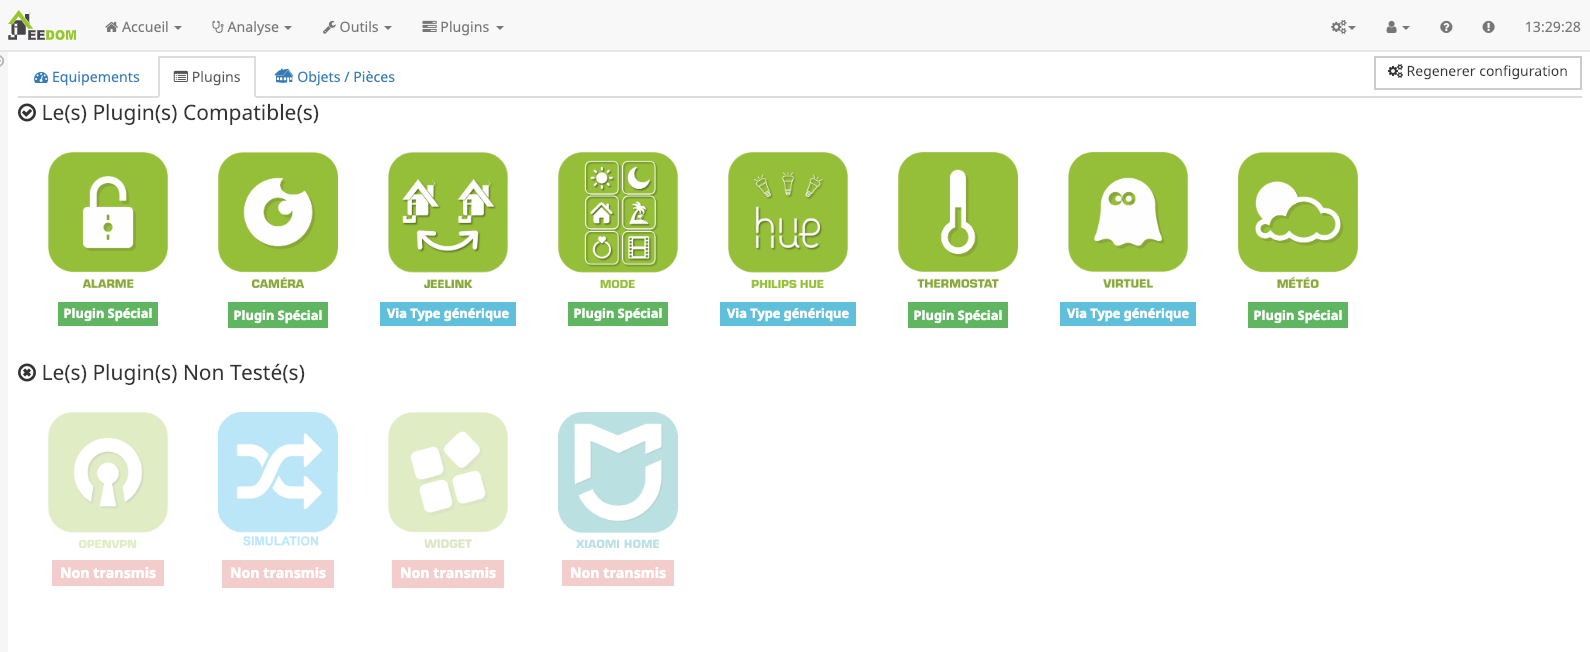 EEDOM Accueil Analyse Outils Plugins 13:29:28
Equipements Plugins Objets / Pièces Regenerer configuration
Le(s) Plugin(s) Compatible(s)
hue
ALARME CAMÉRA JEELINK MODE PHILIPS HUE THERMOSTAT VIRTUEL MÉTÉO
Plugin Spécial Plugin Spécial Via Type générique Plugin Spécial Via Type générique Plugin Spécial Via Type générique Plugin Spécial
Le(s) Plugin(s) Non Testé(s)
OPENVPN SIMULATION WIDGET XIAOMI HOME
Non transmis Non transmis Non transmis Non transmis